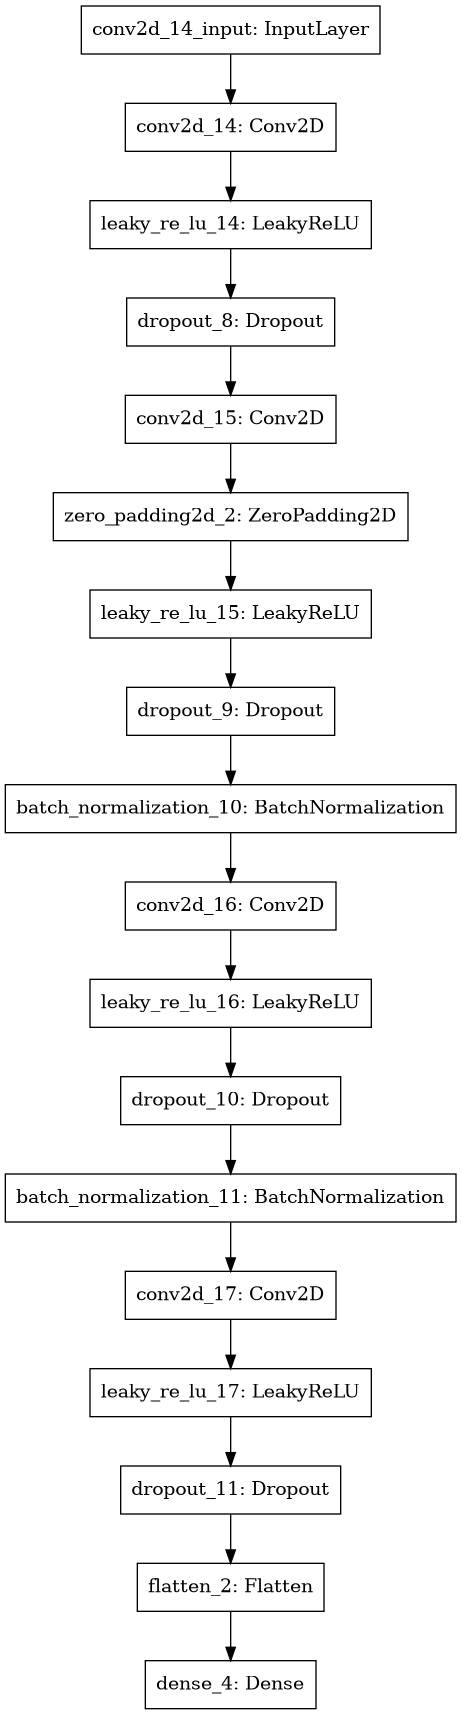 conv2d_14_input: InputLayer
conv2d_14: Conv2D
leaky_re_lu_14: LeakyReLU
dropout_8: Dropout
conv2d_15: Conv2D
zero_padding2d_2: ZeroPadding2D
leaky_re_lu_15: LeakyReLU
dropout_9: Dropout
batch_normalization_10: BatchNormalization
conv2d_16: Conv2D
leaky_re_lu_16: LeakyReLU
dropout_10: Dropout
batch_normalization_11: BatchNormalization
conv2d_17: Conv2D
leaky_re_lu_17: LeakyReLU
dropout_11: Dropout
flatten_2: Flatten
dense_4: Dense